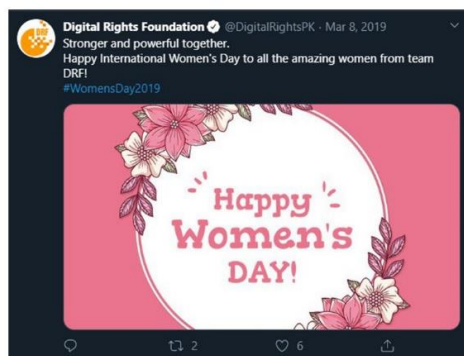 Digital Rights Foundation @DigitalRightsPK · Mar 8, 2019
DRF
Stronger and powerful together.
Happy International Women's Day to all the amazing women from team
DRF!
#WomensDay2019
Happy
Women's
DAY!
2 6